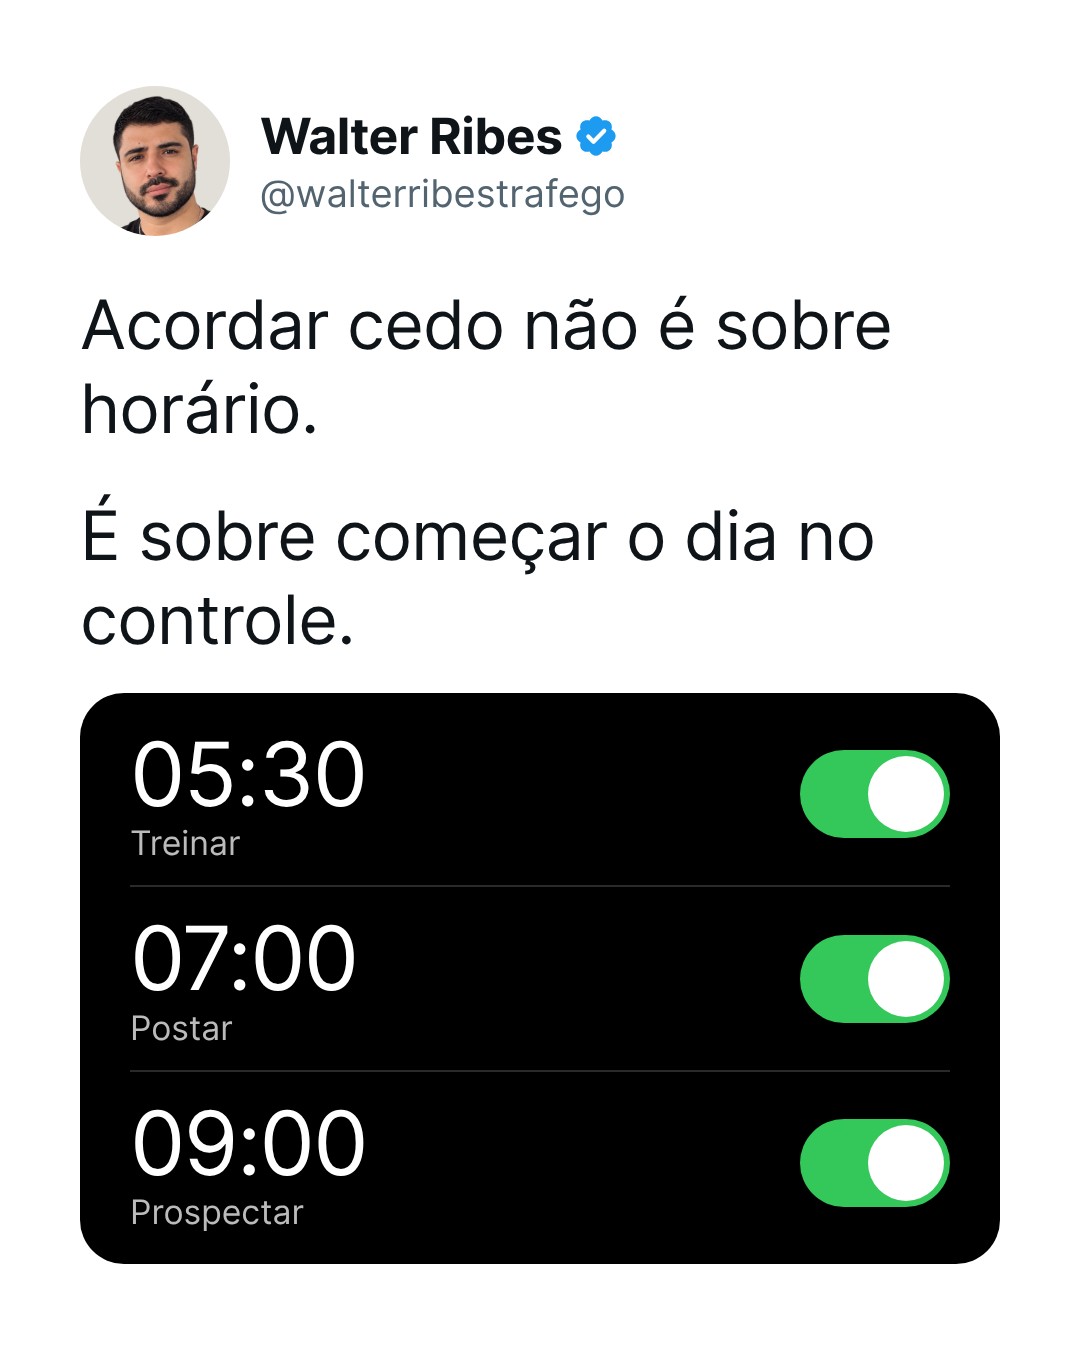 Walter Ribes
@walterribestrafego
Acordar cedo não é sobre
horário.
É sobre começar o dia no
controle.
05:30
Treinar
07:00
Postar
09:00
Prospectar